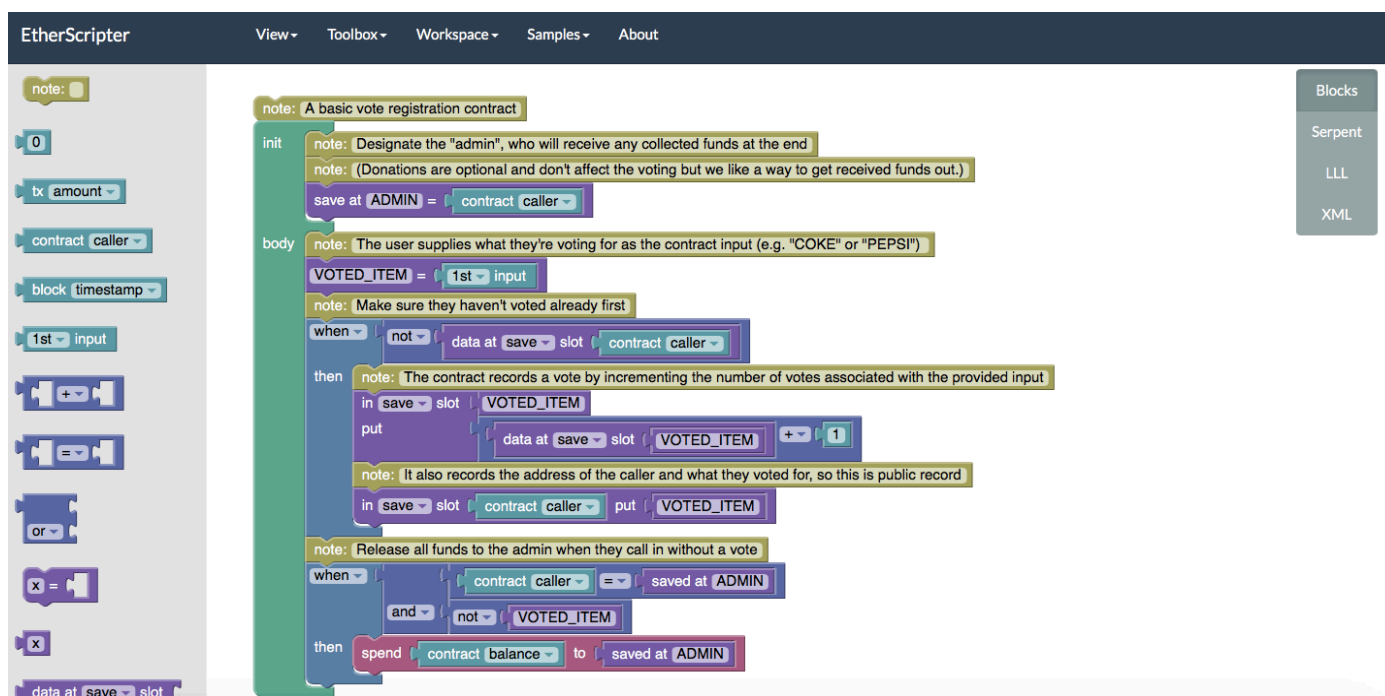 EtherScripter View Toolbox Workspace Samples About
note:
0
tx amount
contract caller
block timestamp
1st input
+
=
or
x =
x
data at save slot
note: A basic vote registration contract
init
note: Designate the "admin", who will receive any collected funds at the end
note: (Donations are optional and don't affect the voting but we like a way to get received funds out.)
save at ADMIN = contract caller
body
note: The user supplies what they're voting for as the contract input (e.g. "COKE" or "PEPSI")
VOTED_ITEM = 1st input
note: Make sure they haven't voted already first
when not data at save slot contract caller
then note: The contract records a vote by incrementing the number of votes associated with the provided input
in save slot VOTED_ITEM
put data at save slot VOTED_ITEM + 1
note: It also records the address of the caller and what they voted for, so this is public record
in save slot contract caller put VOTED_ITEM
note: Release all funds to the admin when they call in without a vote
when contract caller = saved at ADMIN
and not VOTED_ITEM
then spend contract balance to saved at ADMIN
Blocks
Serpent
LLL
XML